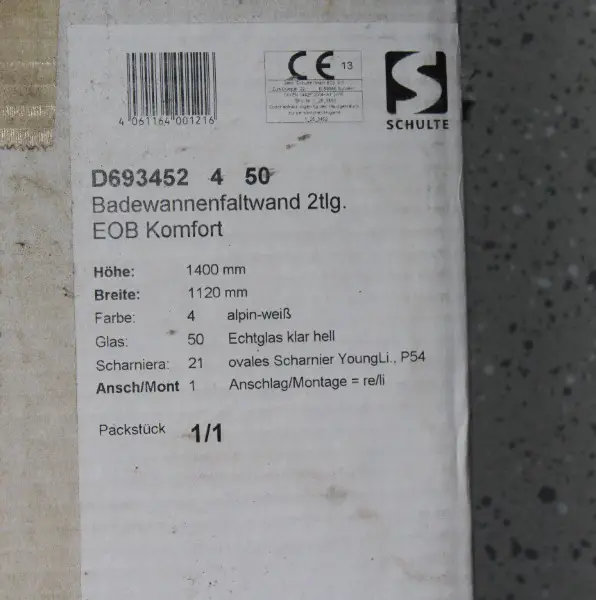 4 061164 001216
CE 13
SCHULTE
D693452 4 50
Badewannenfaltwand 2tlg.
EOB Komfort
Höhe: 1400 mm
Breite: 1120 mm
Farbe: 4 alpin-weiß
Glas: 50 Echtglas klar hell
Scharniera: 21 ovales Scharnier YoungLi., P54
Ansch/Mont 1 Anschlag/Montage = re/li
Packstück 1/1